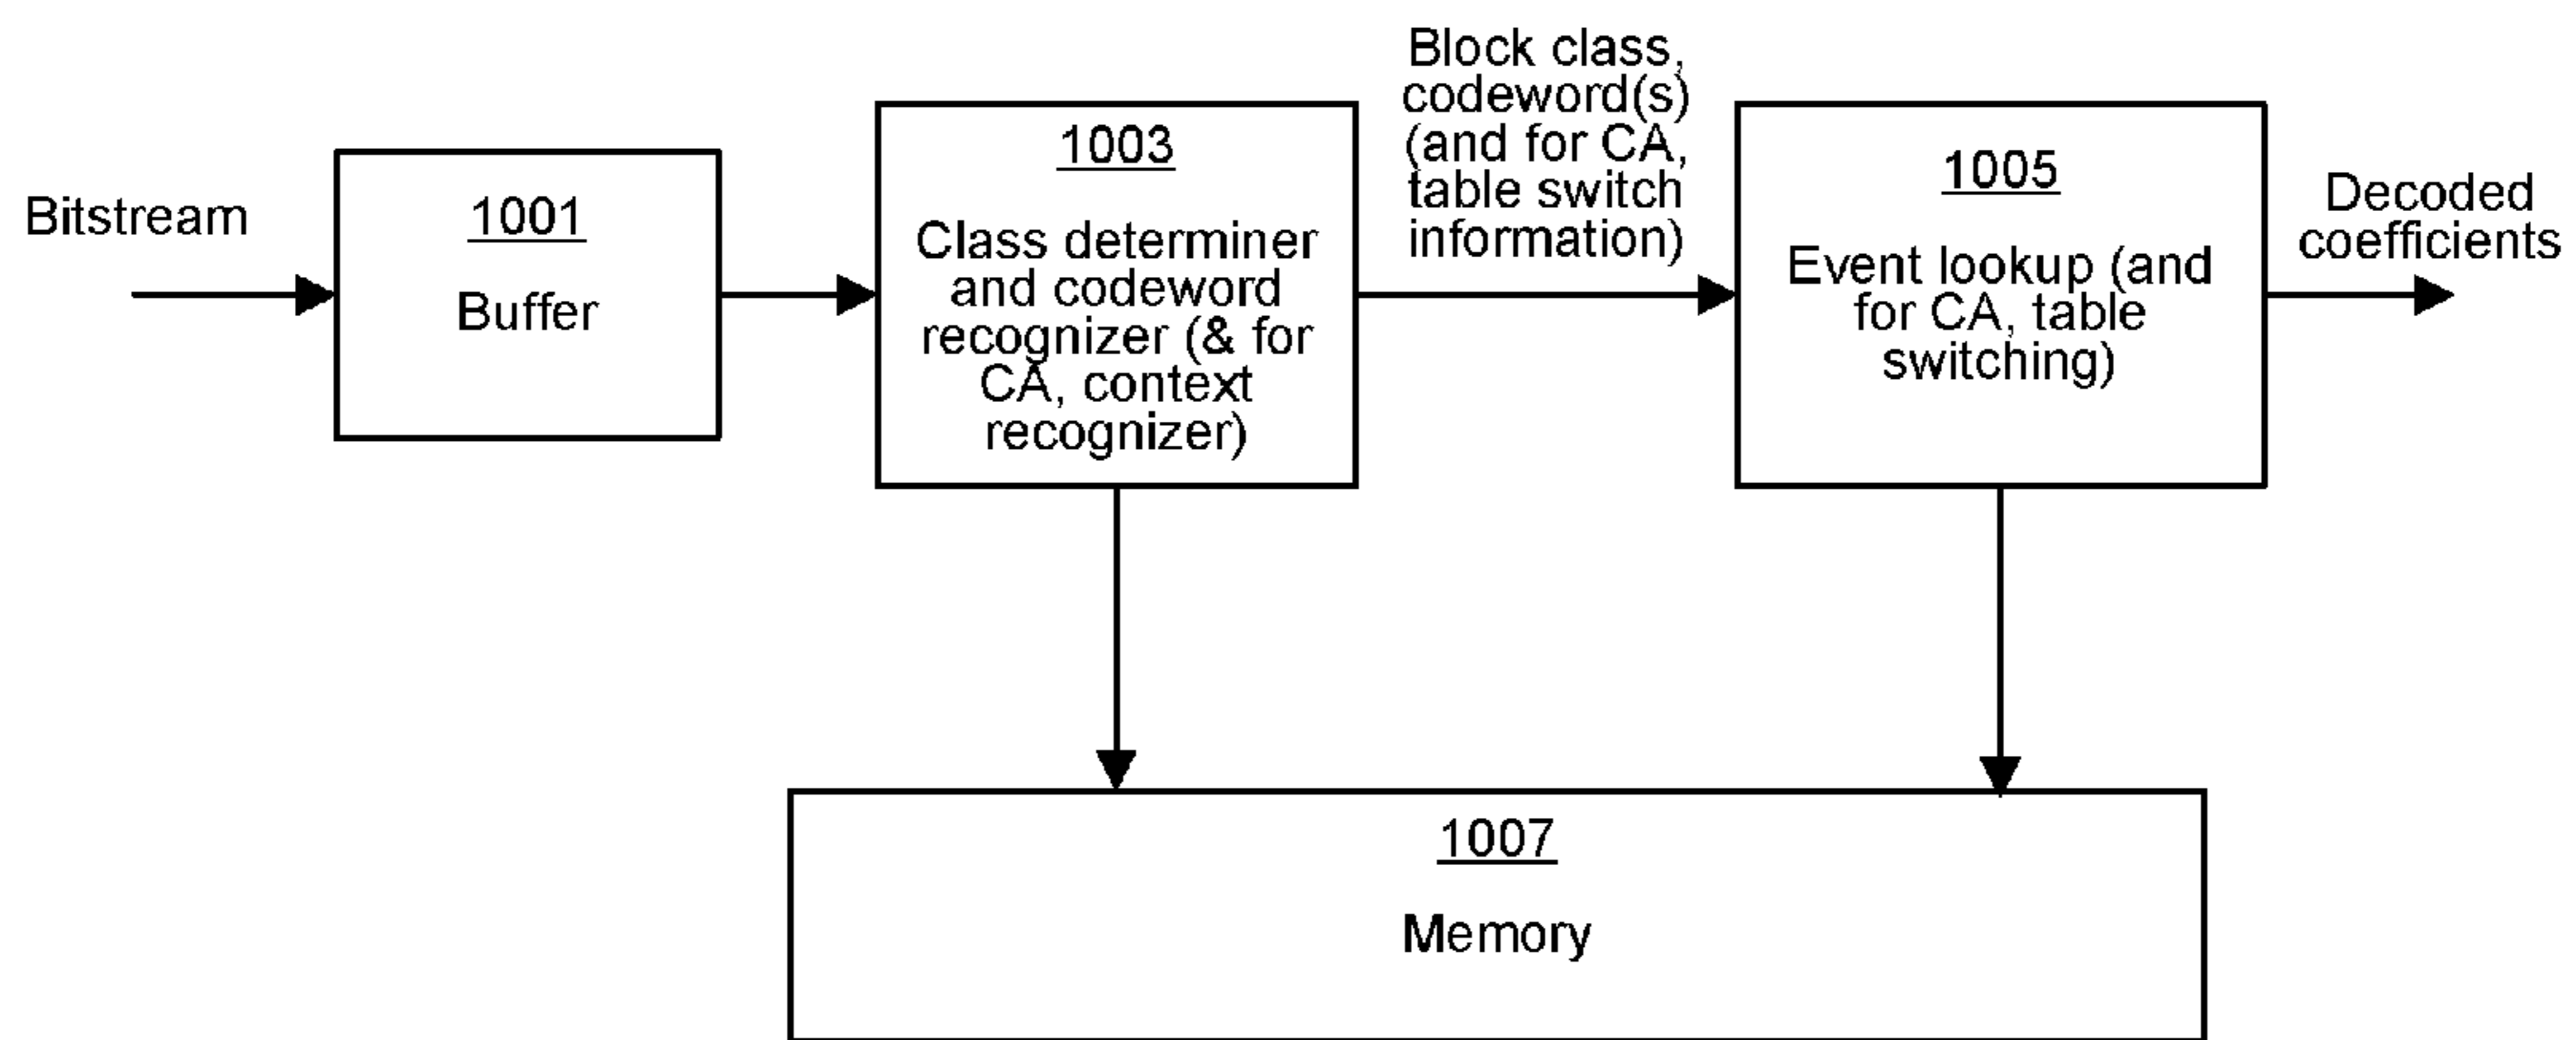 Bitstream
1001
Buffer
1003
Class determiner
and codeword
recognizer (& for
CA, context
recognizer)
Block class,
codeword(s)
(and for CA,
table switch
information)
1005
Event lookup (and
for CA, table
switching)
Decoded
coefficients
1007
Memory